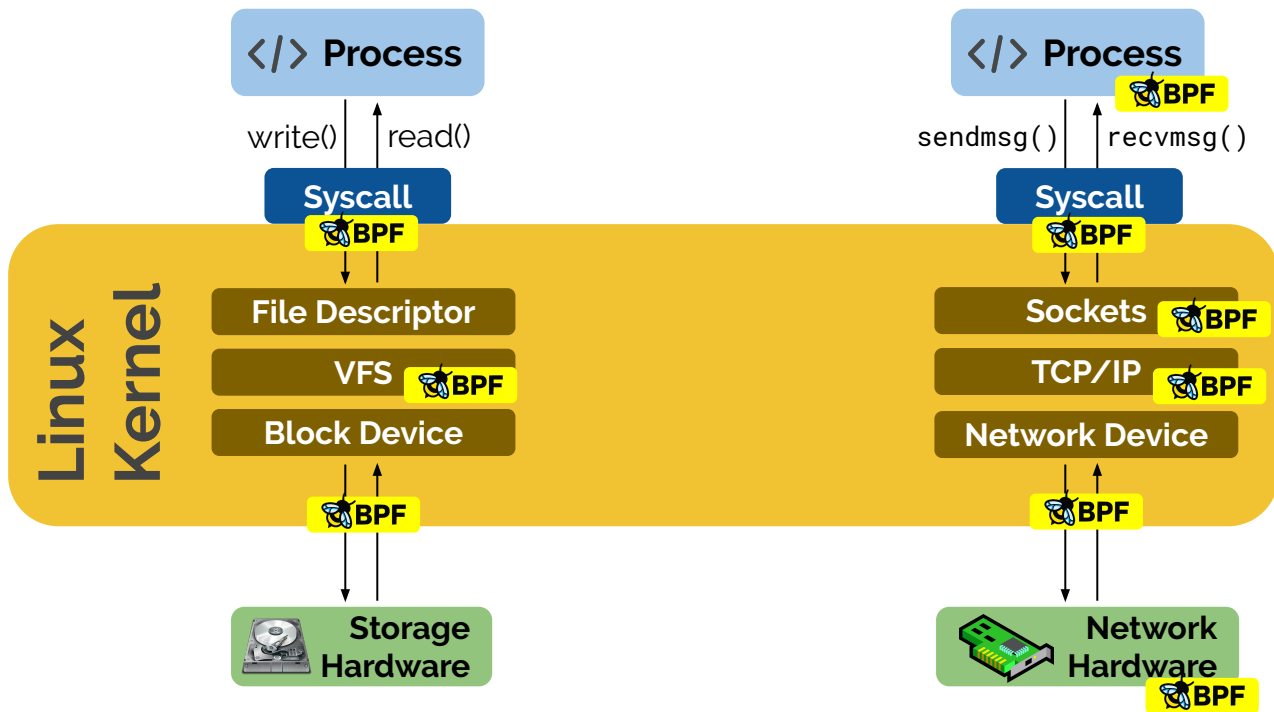 </> Process
write()
read()
Syscall
BPF
File Descriptor
VFS
BPF
Block Device
BPF
Storage
Hardware
Linux
Kernel
</> Process
BPF
sendmsg()
recvmsg()
Syscall
BPF
Sockets
BPF
TCP/IP
BPF
Network Device
BPF
Network
Hardware
BPF